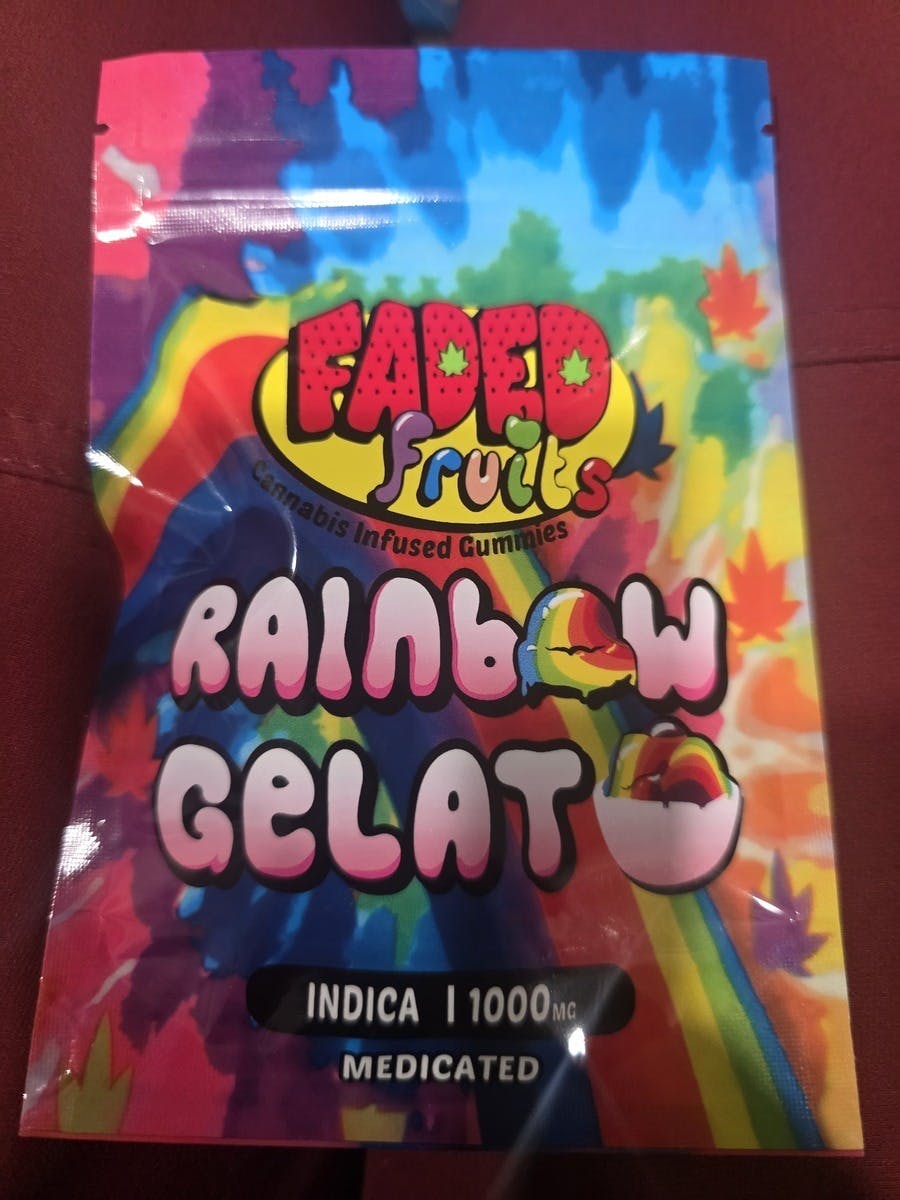 FADED
fruits
Cannabis Infused Gummies
RAINBOW
GELATO
INDICA | 1000MG
MEDICATED